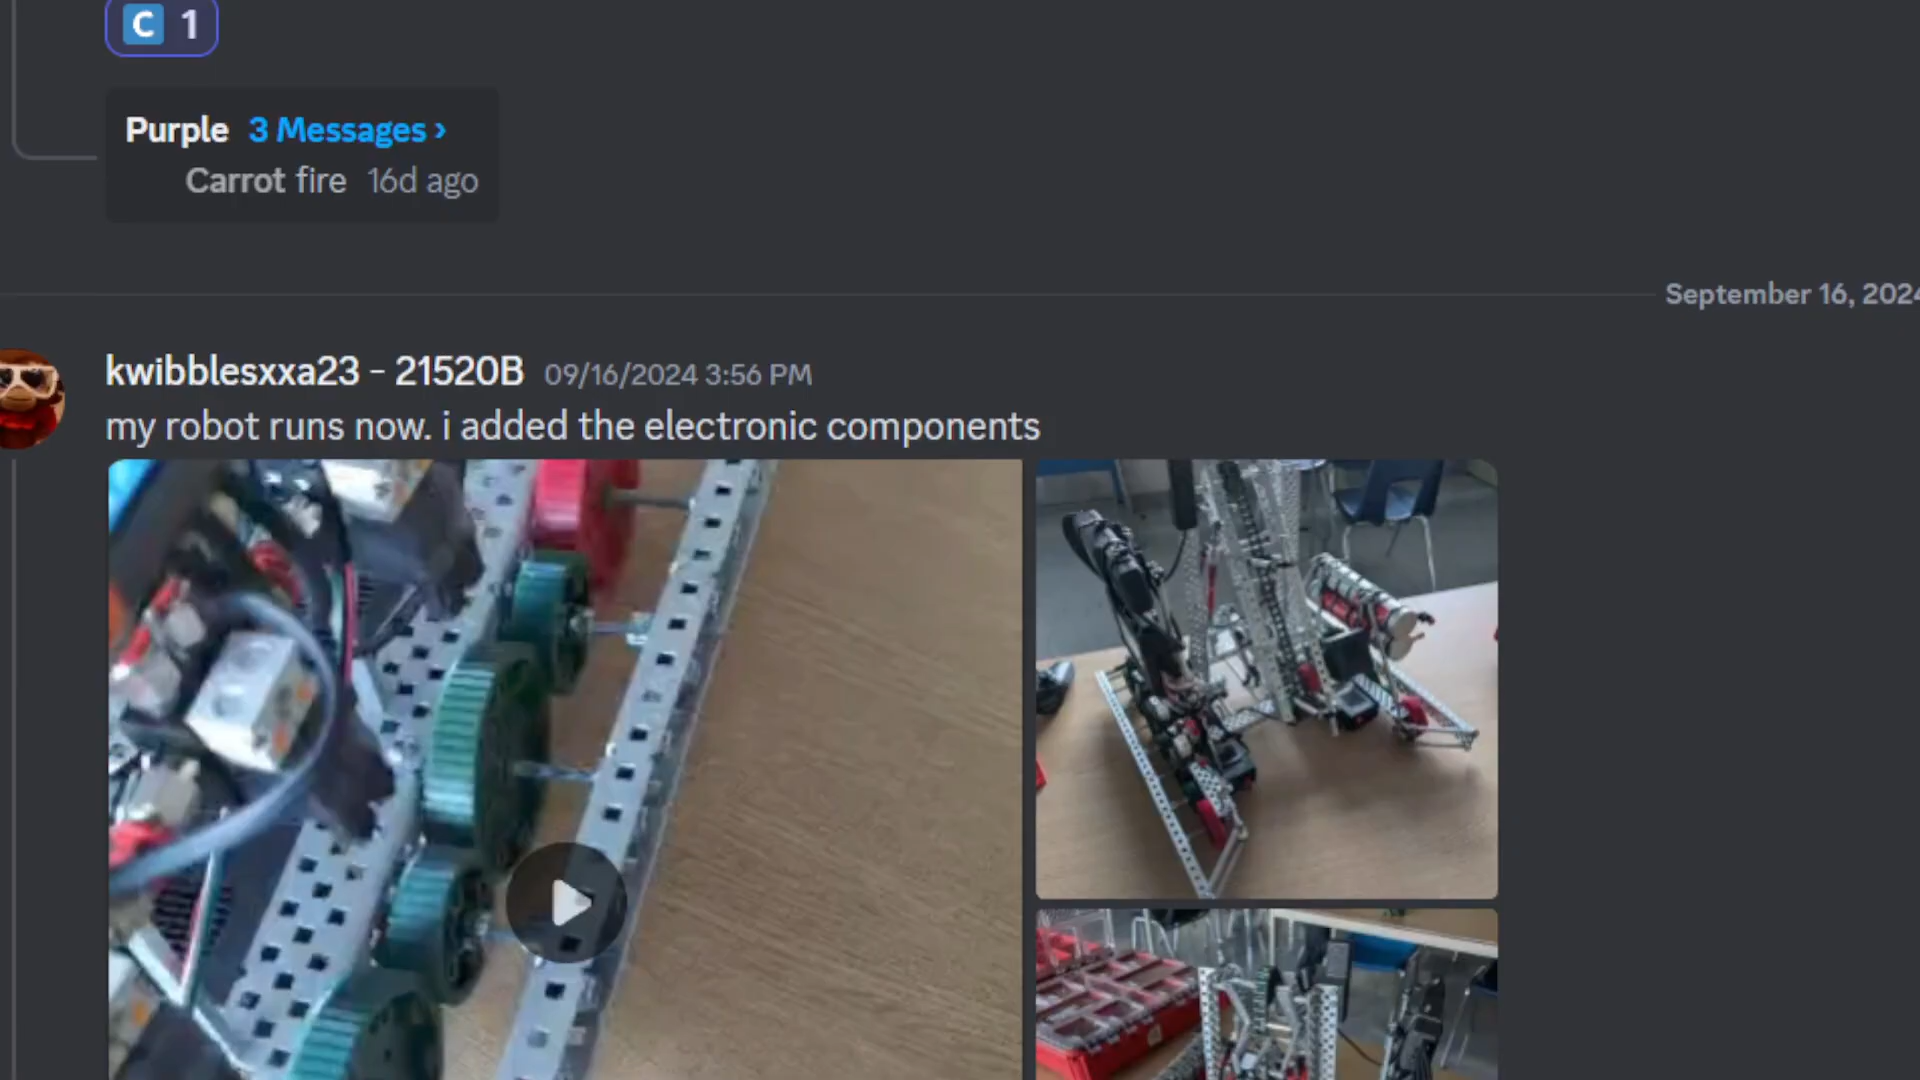 C 1
Purple 3 Messages ›
Carrot fire 16d ago
September 16, 2024
kwibblesxxa23 - 21520B 09/16/2024 3:56 PM
my robot runs now. i added the electronic components